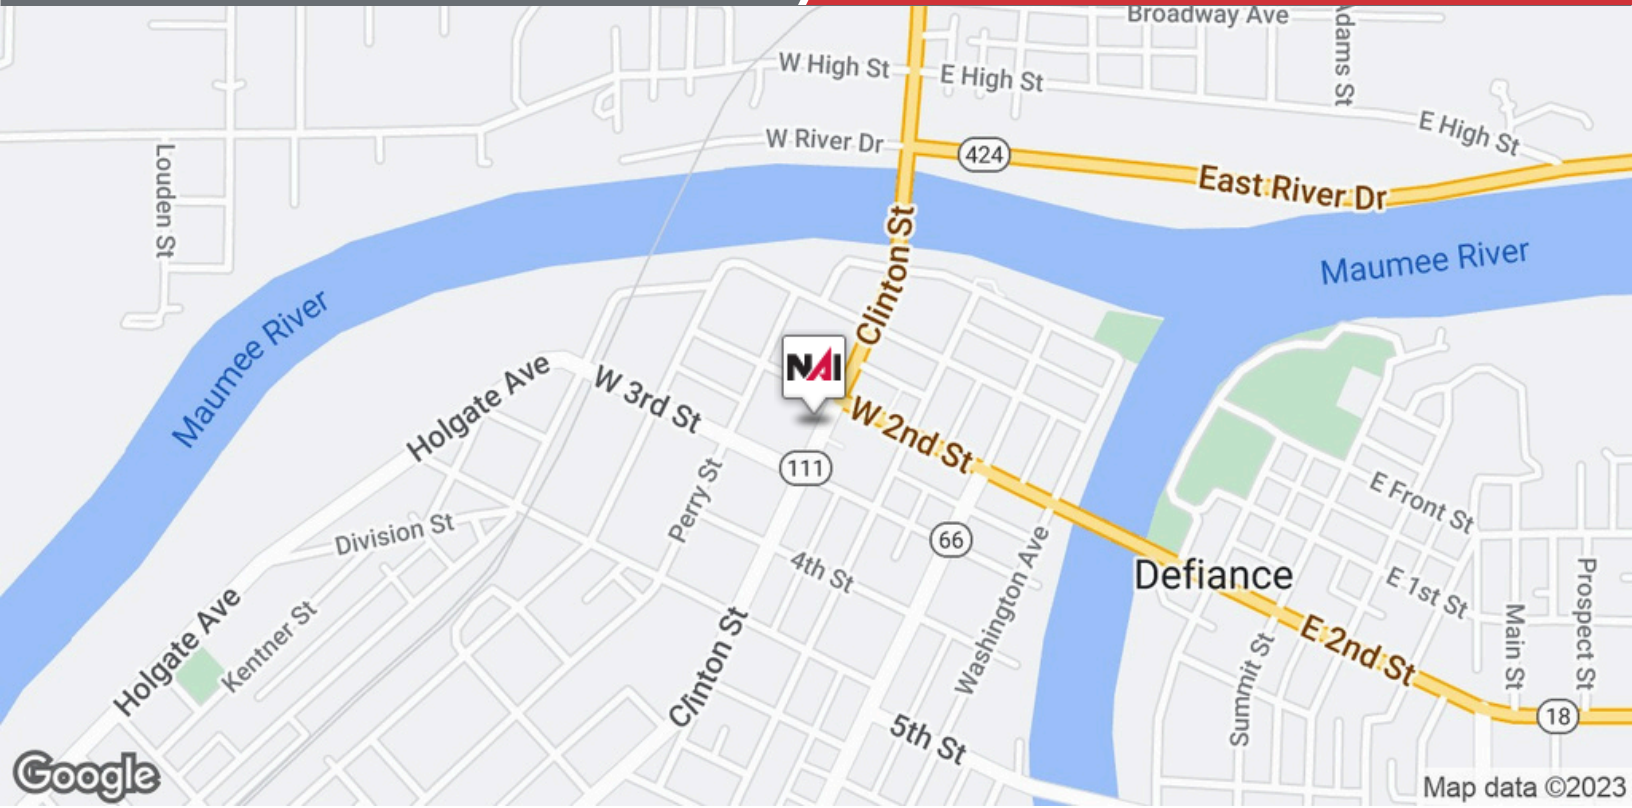 Broadway Ave
Adams St
W High St
E High St
E High St
W River Dr
424
Louden St
East River Dr
Clinton St
Maumee River
Maumee River
NAI
Holgate Ave
W 3rd St
W 2nd St
111
Perry St
E Front St
Division St
66
4th St
Washington Ave
Defiance
E 1st St
Prospect St
Main St
Holgate Ave
Kentner St
Clinton St
Summit St
E 2nd St
18
5th St
Google
Map data ©2023